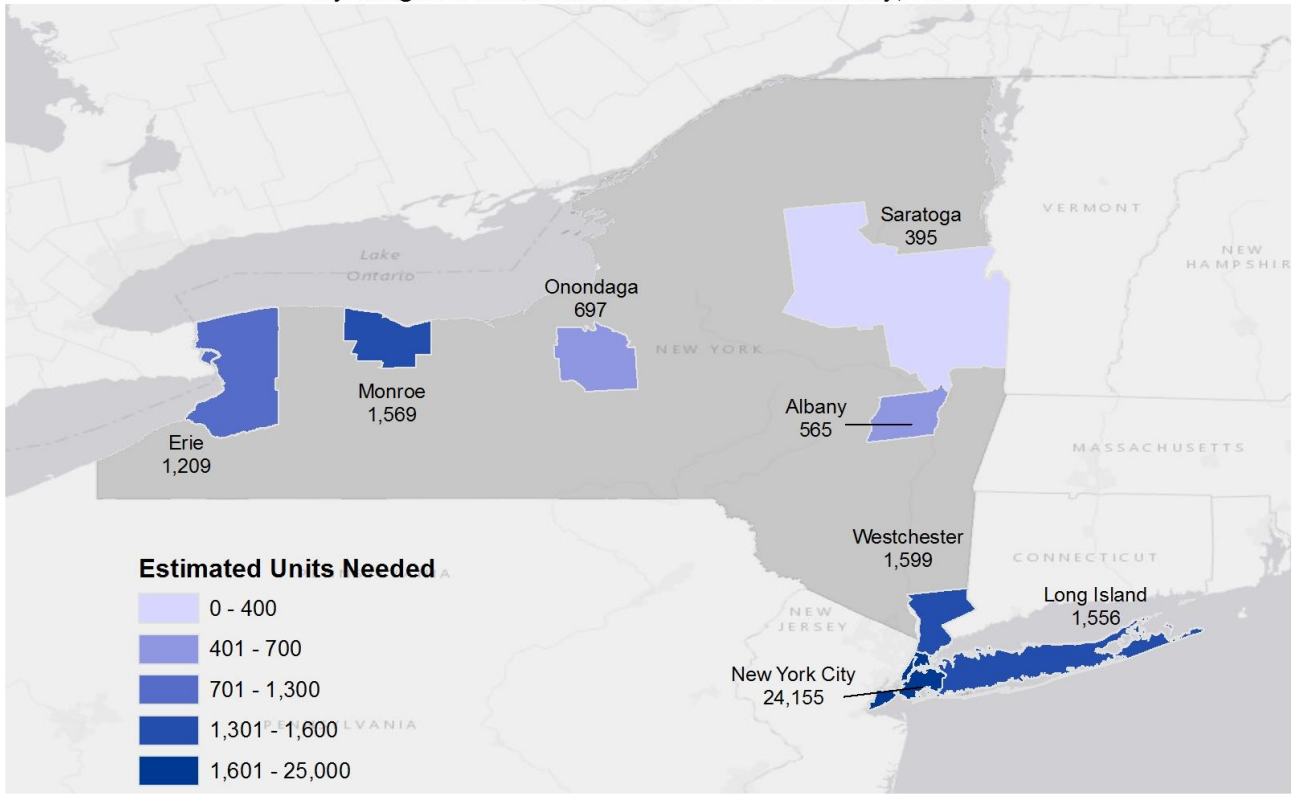 Saratoga
395
VERMONT
NEW
HAMPSHIR
Lake
Ontario
Onondaga
697
NEW YORK
Monroe
1,569
Albany
565
Erie
1,209
MASSACHUSETTS
Westchester
1,599
CONNECTICUT
Long Island
1,556
NEW
JERSEY
New York City
24,155
PENNSYLVANIA
Estimated Units Needed
0 - 400
401 - 700
701 - 1,300
1,301 - 1,600
1,601 - 25,000